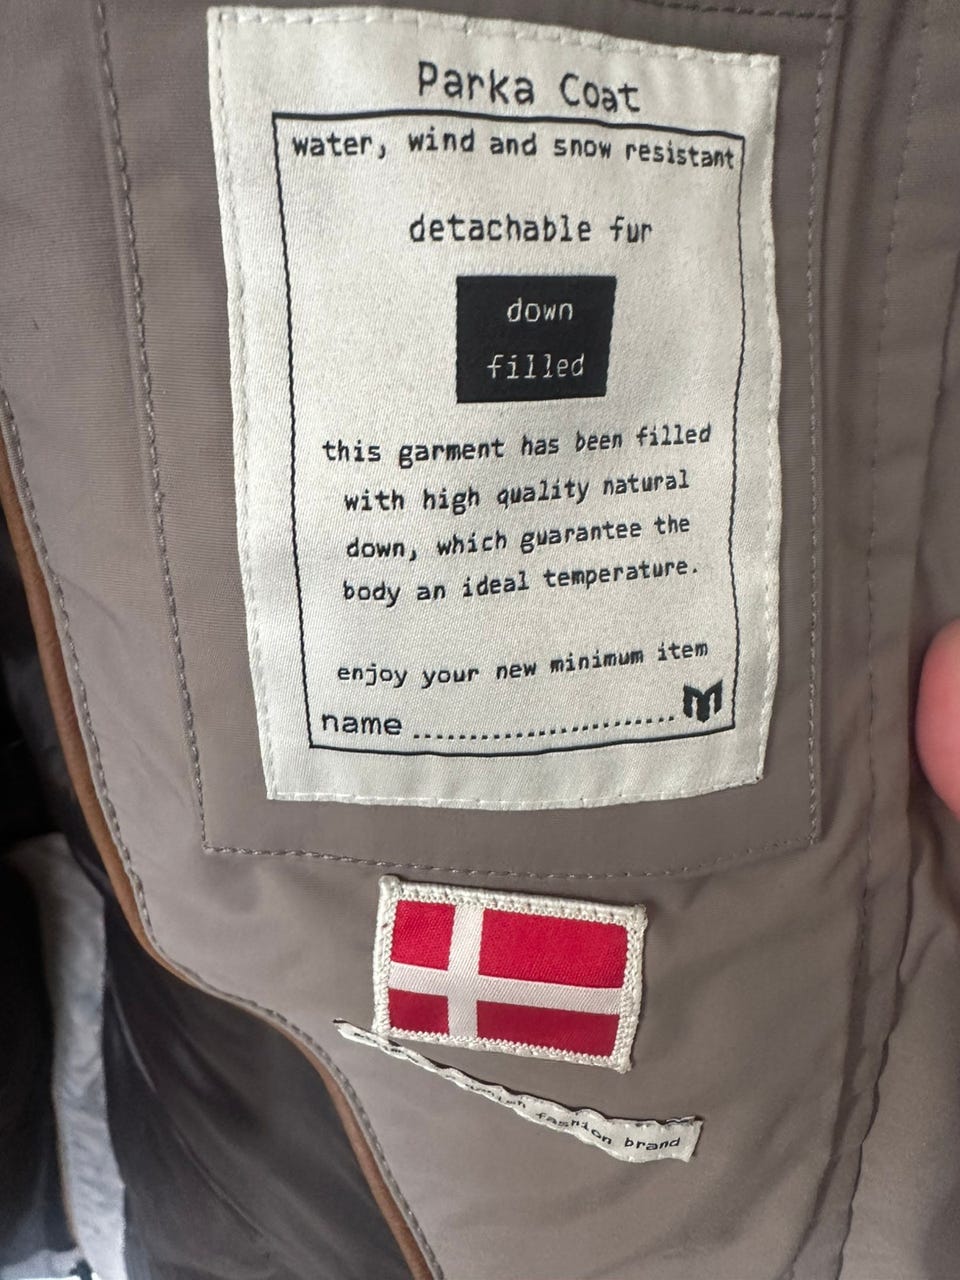 Parka Coat
water, wind and snow resistant
detachable fur
down
filled
this garment has been filled
with high quality natural
down, which guarantee the
body an ideal temperature.
enjoy your new minimum item
name ........................
fashion brand